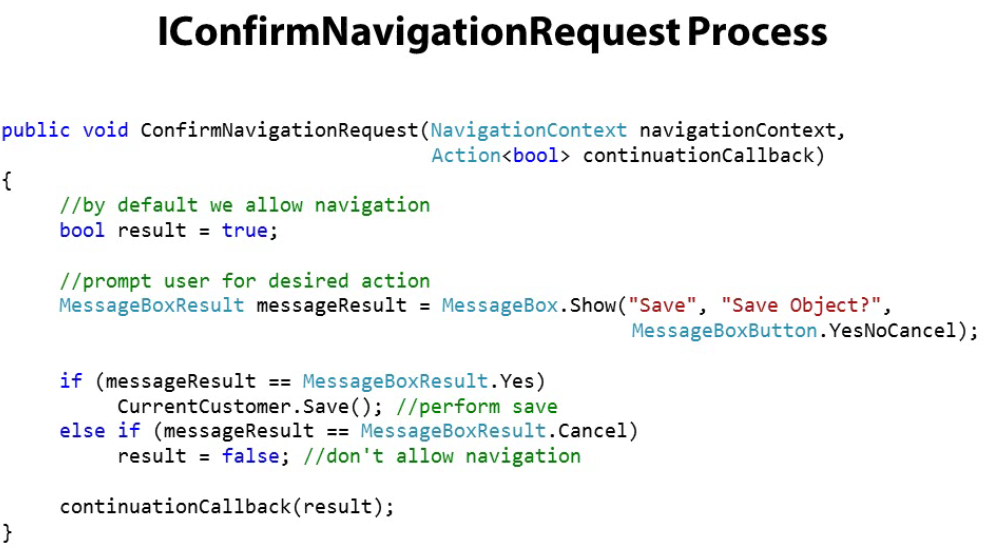 IConfirmNavigationRequest Process
public void ConfirmNavigationRequest(NavigationContext navigationContext,
Action<bool> continuationCallback)
{
//by default we allow navigation
bool result = true;
//prompt user for desired action
MessageBoxResult messageResult = MessageBox.Show("Save", "Save Object?",
MessageBoxButton.YesNoCancel);
if (messageResult == MessageBoxResult.Yes)
CurrentCustomer.Save(); //perform save
else if (messageResult == MessageBoxResult.Cancel)
result = false; //don't allow navigation
continuationCallback(result);
}